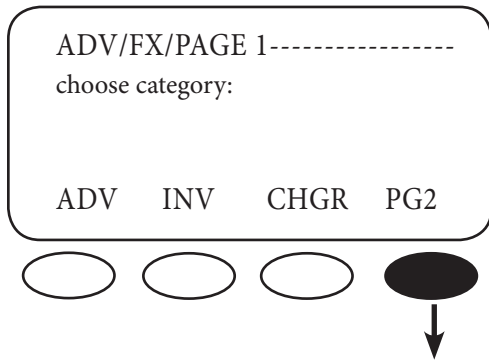 ADV/FX/PAGE 1-----------------
choose category:
ADV INV CHGR PG2